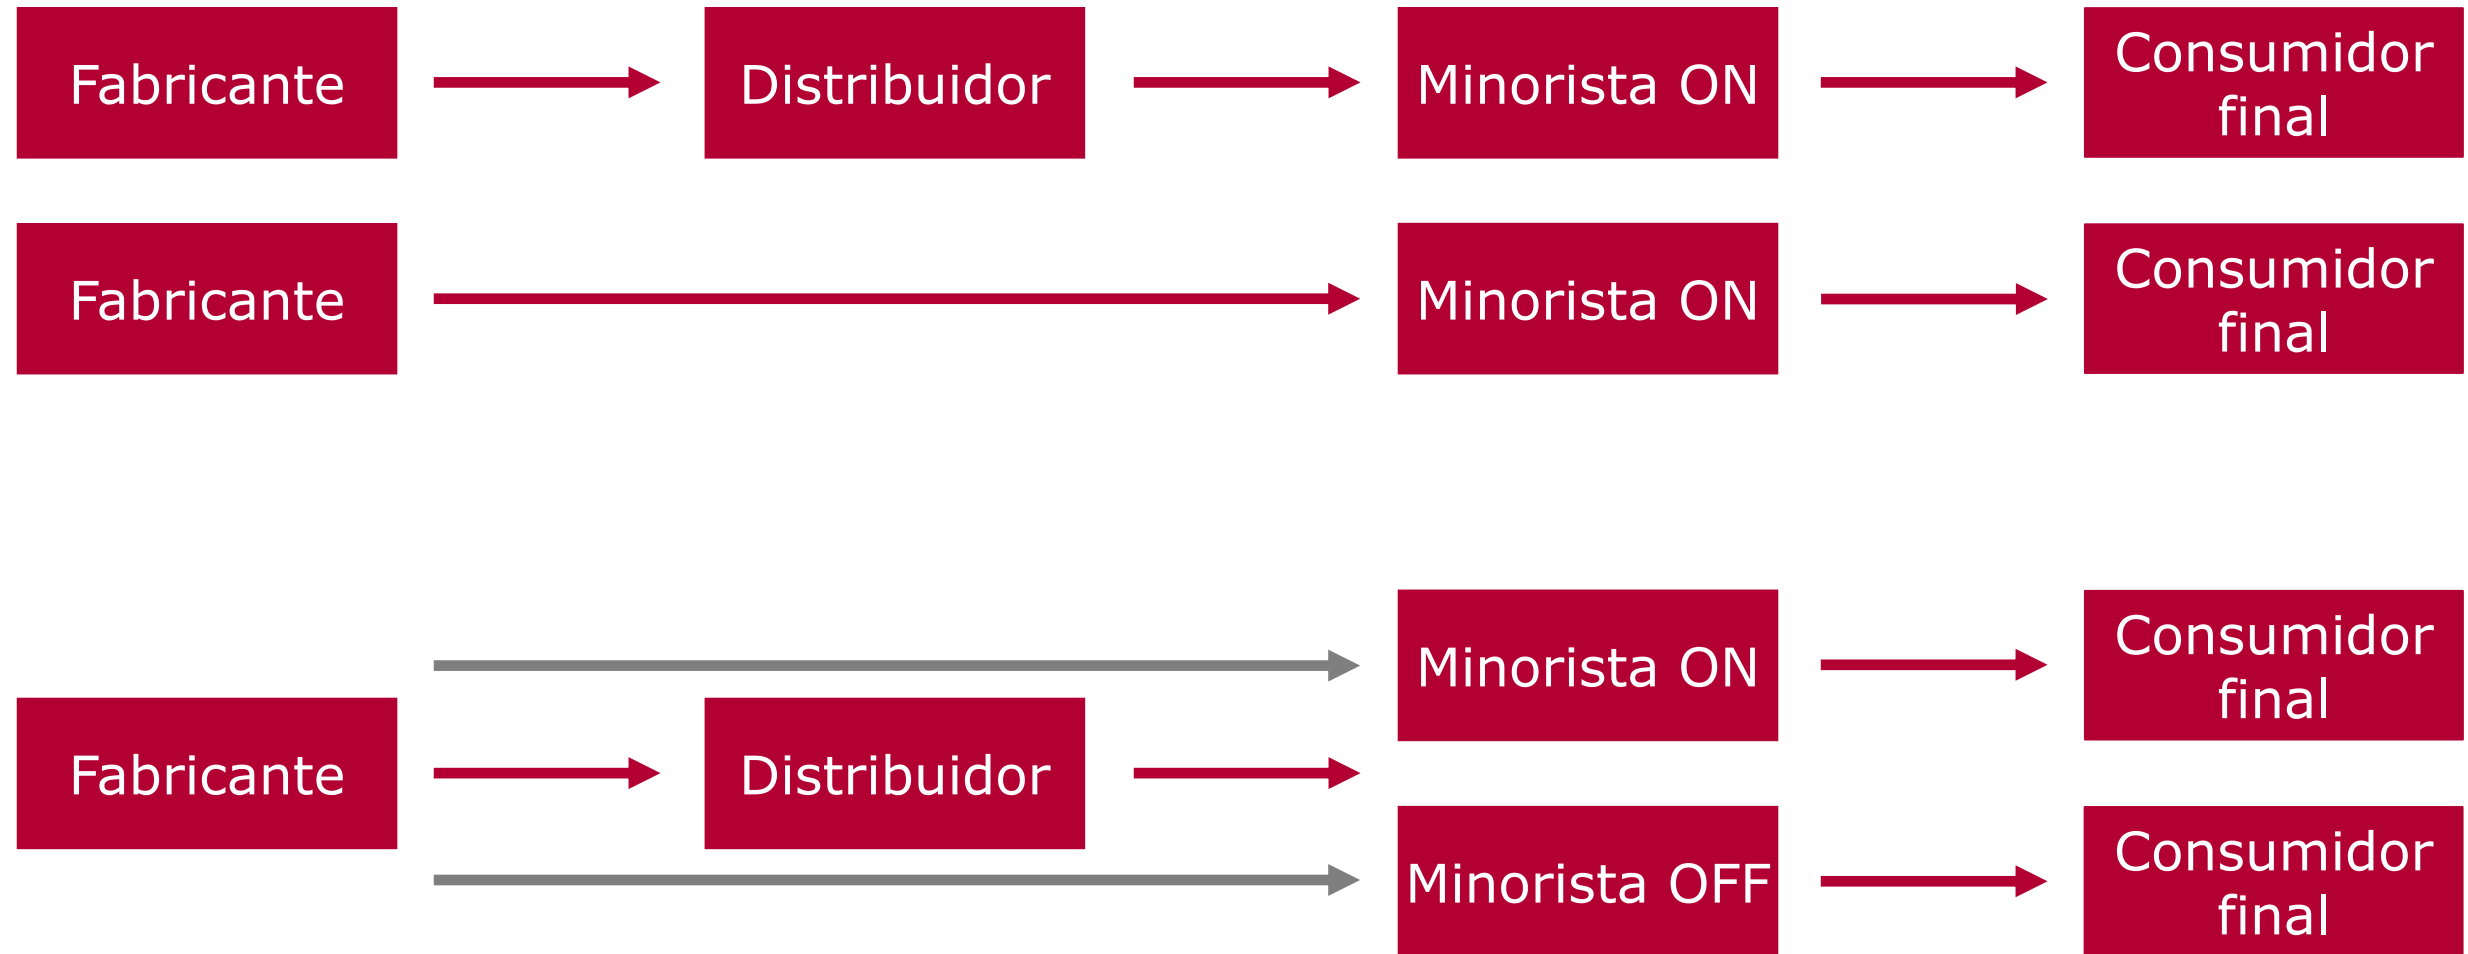 Fabricante
Distribuidor
Minorista ON
Consumidor
final
Fabricante
Minorista ON
Consumidor
final
Minorista ON
Consumidor
final
Fabricante
Distribuidor
Minorista OFF
Consumidor
final